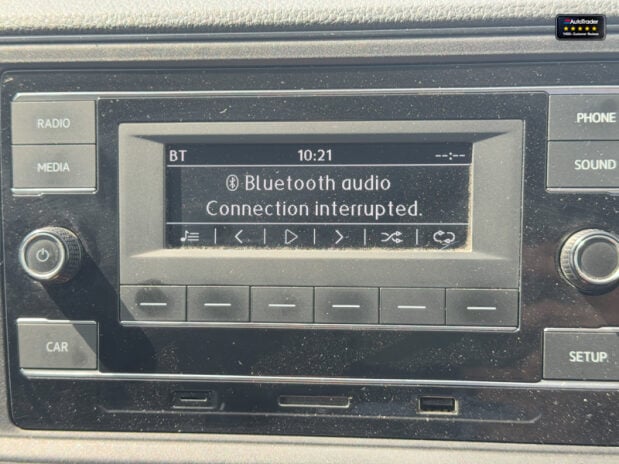 AutoTrader
RADIO
MEDIA
PHONE
SOUND
BT 10:21 --:--
Bluetooth audio
Connection interrupted.
CAR
SETUP